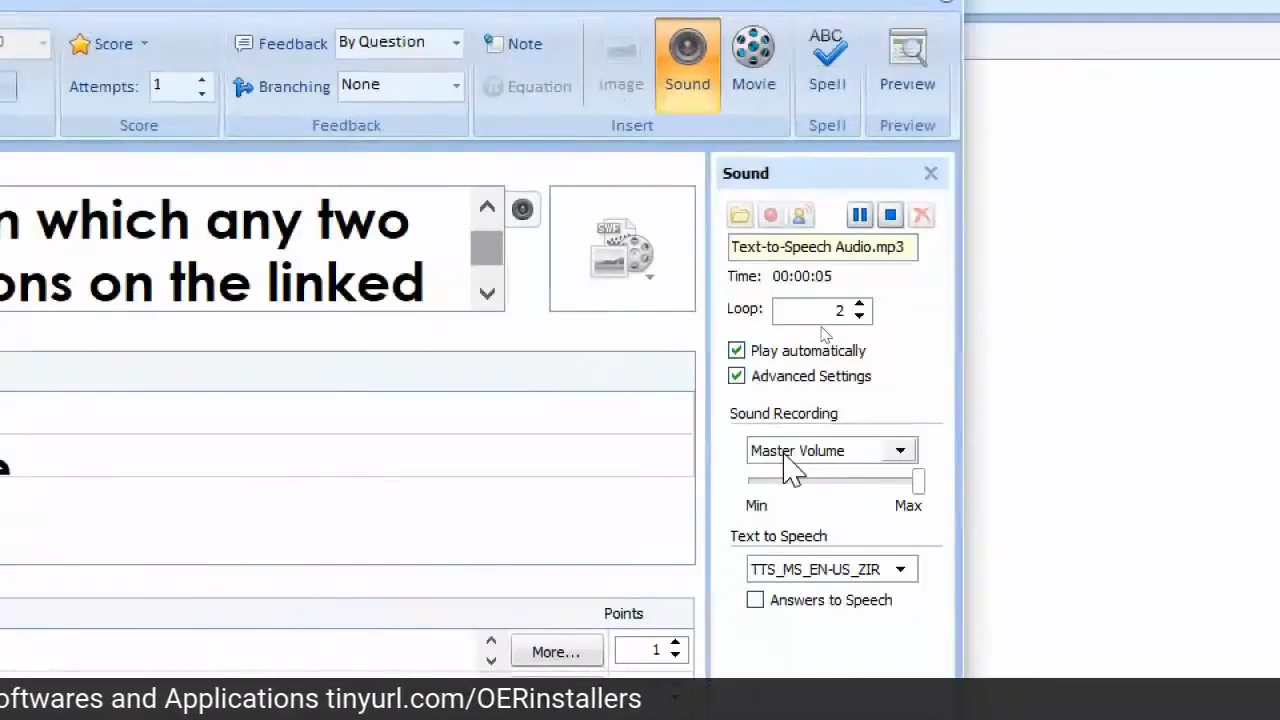 Score
Feedback
By Question
Note
Image
Sound
Movie
ABC
Spell
Preview
Attempts:
1
Branching
None
Equation
Score
Feedback
Insert
Spell
Preview
Sound
which any two
ons on the linked
SWF
Text-to-Speech Audio.mp3
Time: 00:00:05
Loop: 2
Play automatically
Advanced Settings
Sound Recording
Master Volume
Min Max
Text to Speech
TTS_MS_EN-US_ZIR
Answers to Speech
Points
More...
1
oftwares and Applications tinyurl.com/OERinstallers